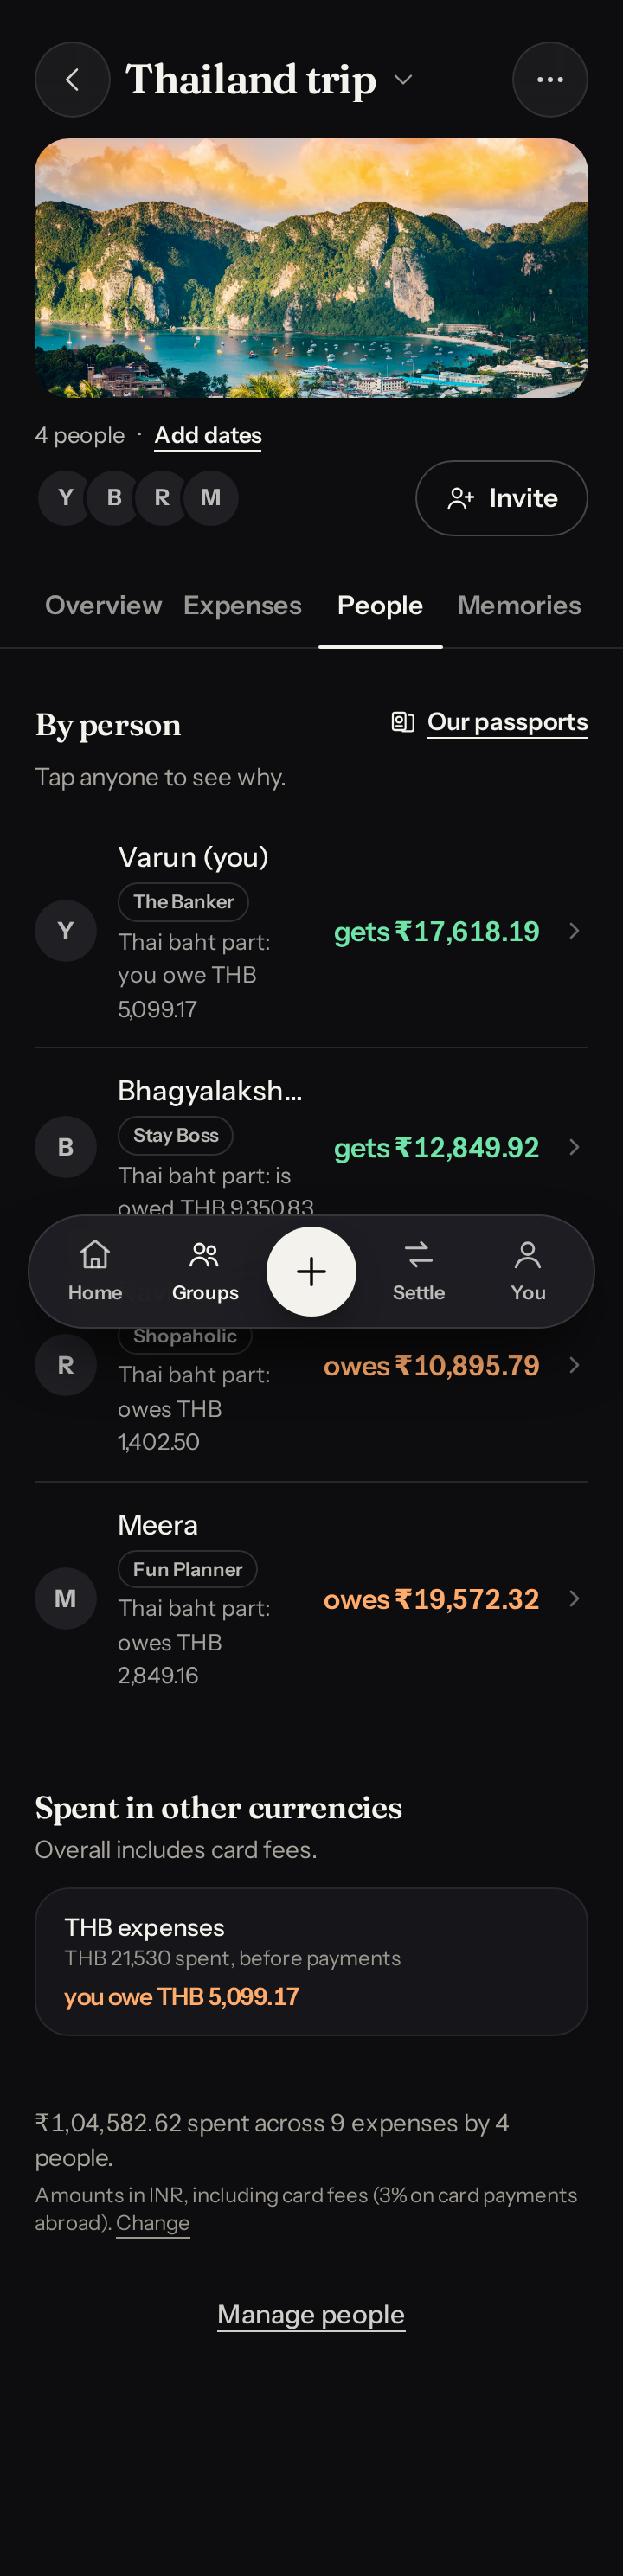 Thailand trip
4 people · Add dates
Y B R M
Invite
Overview Expenses People Memories
By person
Our passports
Tap anyone to see why.
Varun (you)
The Banker
Y
gets ₹17,618.19
Thai baht part:
you owe THB
5,099.17
Bhagyalaksh...
Stay Boss
B
gets ₹12,849.92
Thai baht part: is
owed THB 9,350.83
Home Groups Settle You
Shopaholic
R
owes ₹10,895.79
Thai baht part:
owes THB
1,402.50
Meera
Fun Planner
M
owes ₹19,572.32
Thai baht part:
owes THB
2,849.16
Spent in other currencies
Overall includes card fees.
THB expenses
THB 21,530 spent, before payments
you owe THB 5,099.17
₹1,04,582.62 spent across 9 expenses by 4
people.
Amounts in INR, including card fees (3% on card payments
abroad). Change
Manage people